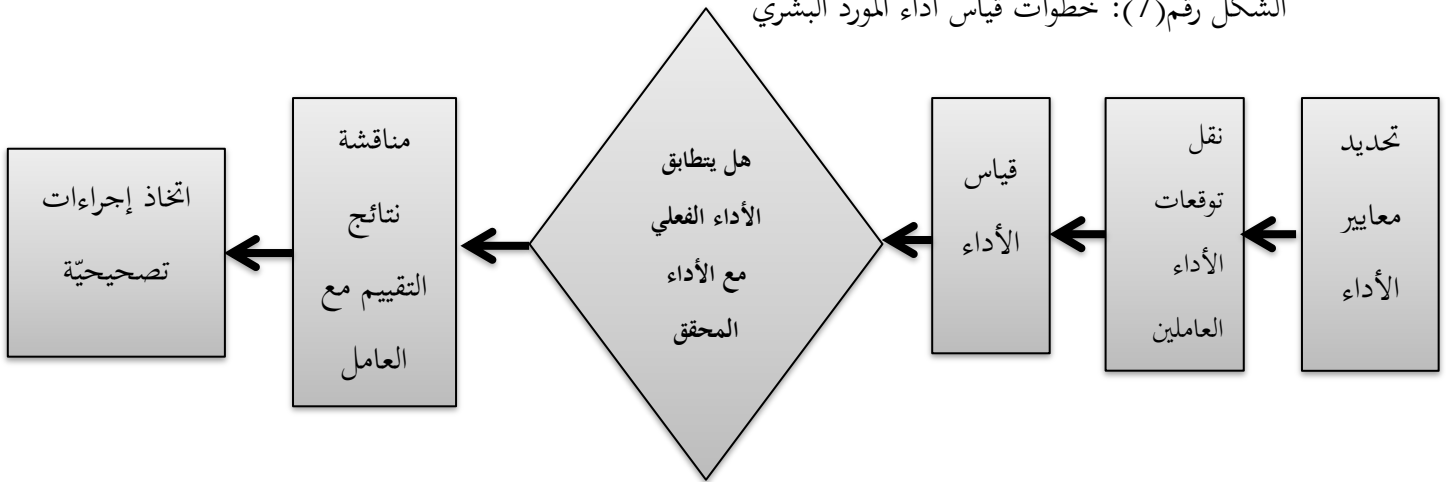 الشكل رقم(7): خطوات قياس أداء المورد البشري
تحديد
معايير
الأداء
نقل
توقعات
الأداء
العاملين
قياس
الأداء
هل يتطابق
الأداء الفعلي
مع الأداء
المحقق
مناقشة
نتائج
التقييم مع
العامل
اتخاذ إجراءات
تصحيحيّة